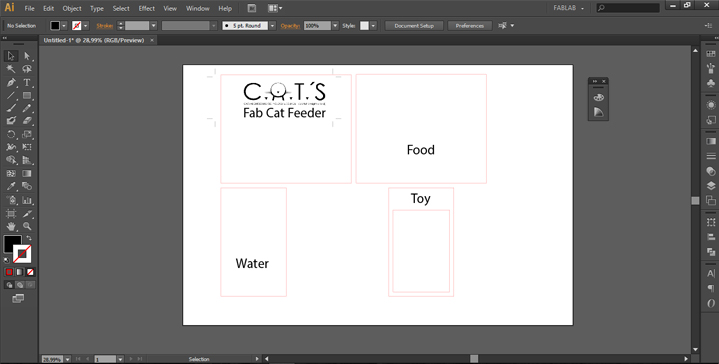 Ai File Edit Object Type Select Effect View Window Help Br FABLAB
No Selection Stroke: 5 pt. Round Opacity: 100% Style: Document Setup Preferences
Untitled-1* @ 28,99% (RGB/Preview) ×
C.A.T.´S
Fab Cat Feeder
Food
Toy
Water
28,99% 1 Selection